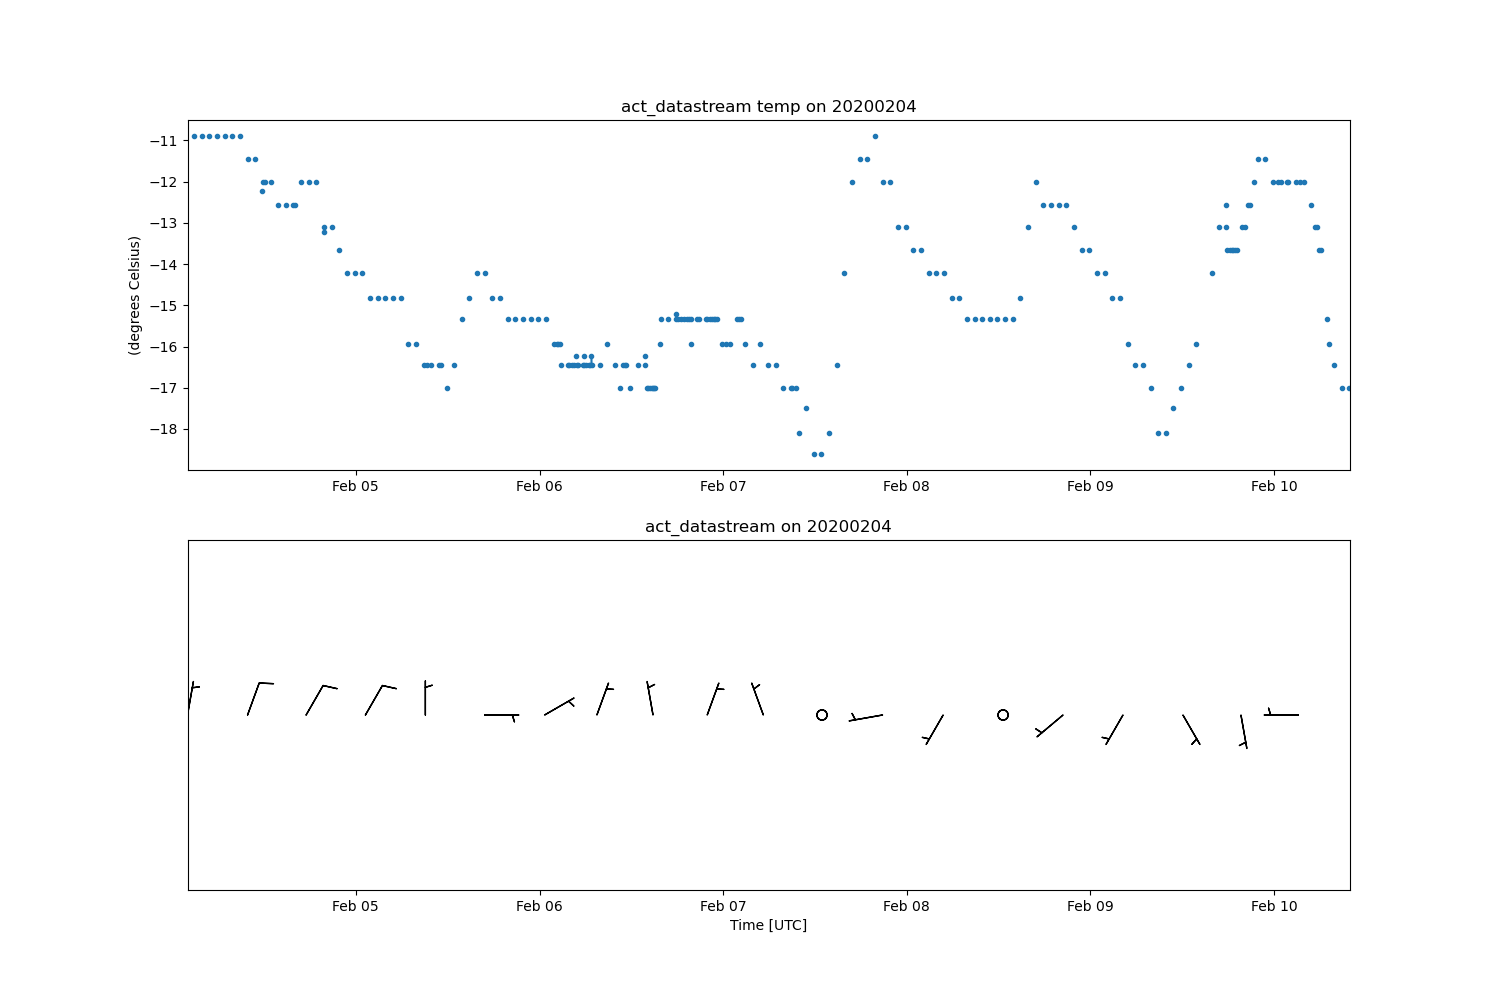 act_datastream temp on 20200204
(degrees Celsius)
−11
−12
−13
−14
−15
−16
−17
−18
Feb 05 Feb 06 Feb 07 Feb 08 Feb 09 Feb 10
act_datastream on 20200204
Feb 05 Feb 06 Feb 07 Feb 08 Feb 09 Feb 10
Time [UTC]